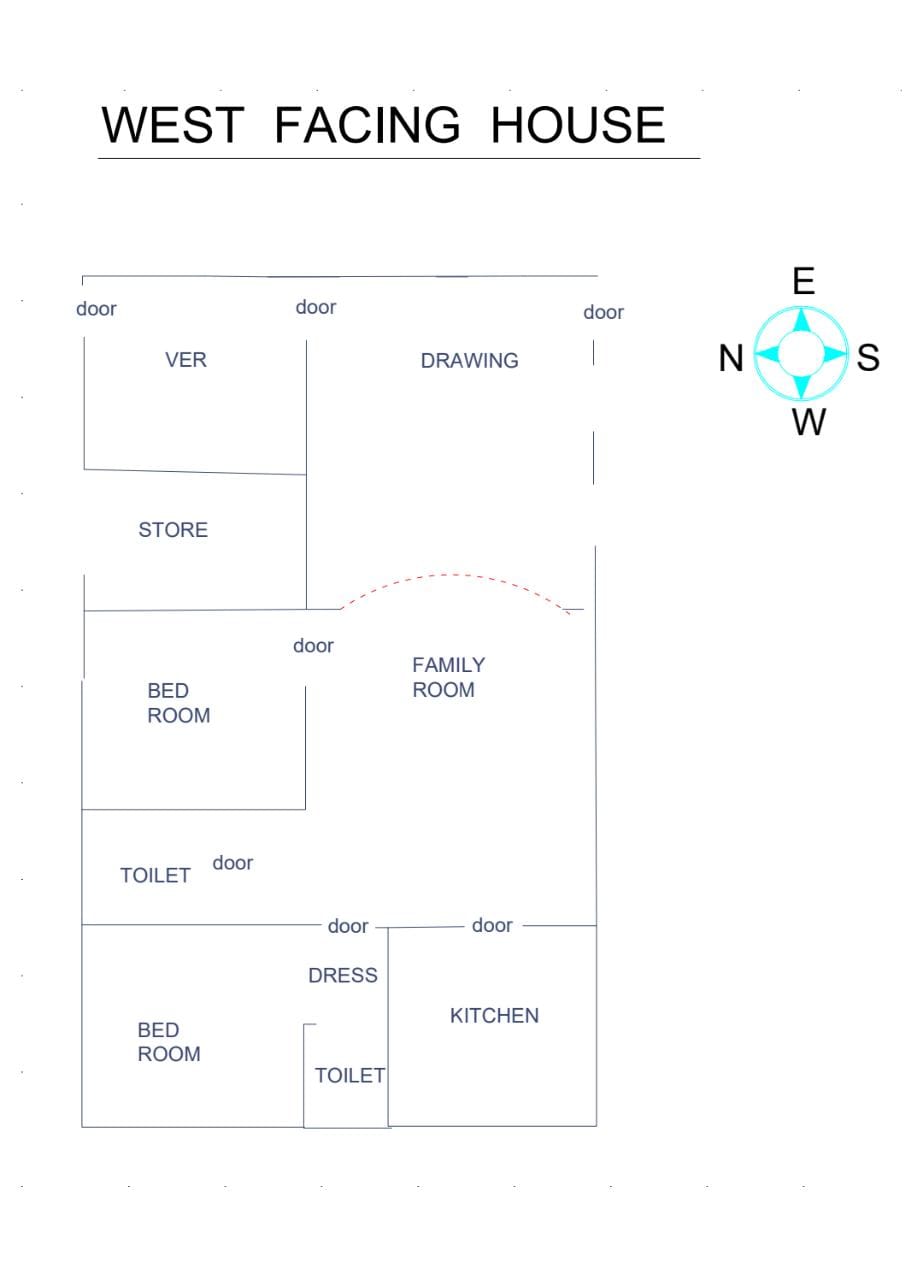 WEST FACING HOUSE
E
N
S
W
door
door
door
VER
DRAWING
STORE
door
FAMILY
ROOM
BED
ROOM
TOILET
door
door
door
DRESS
KITCHEN
BED
ROOM
TOILET